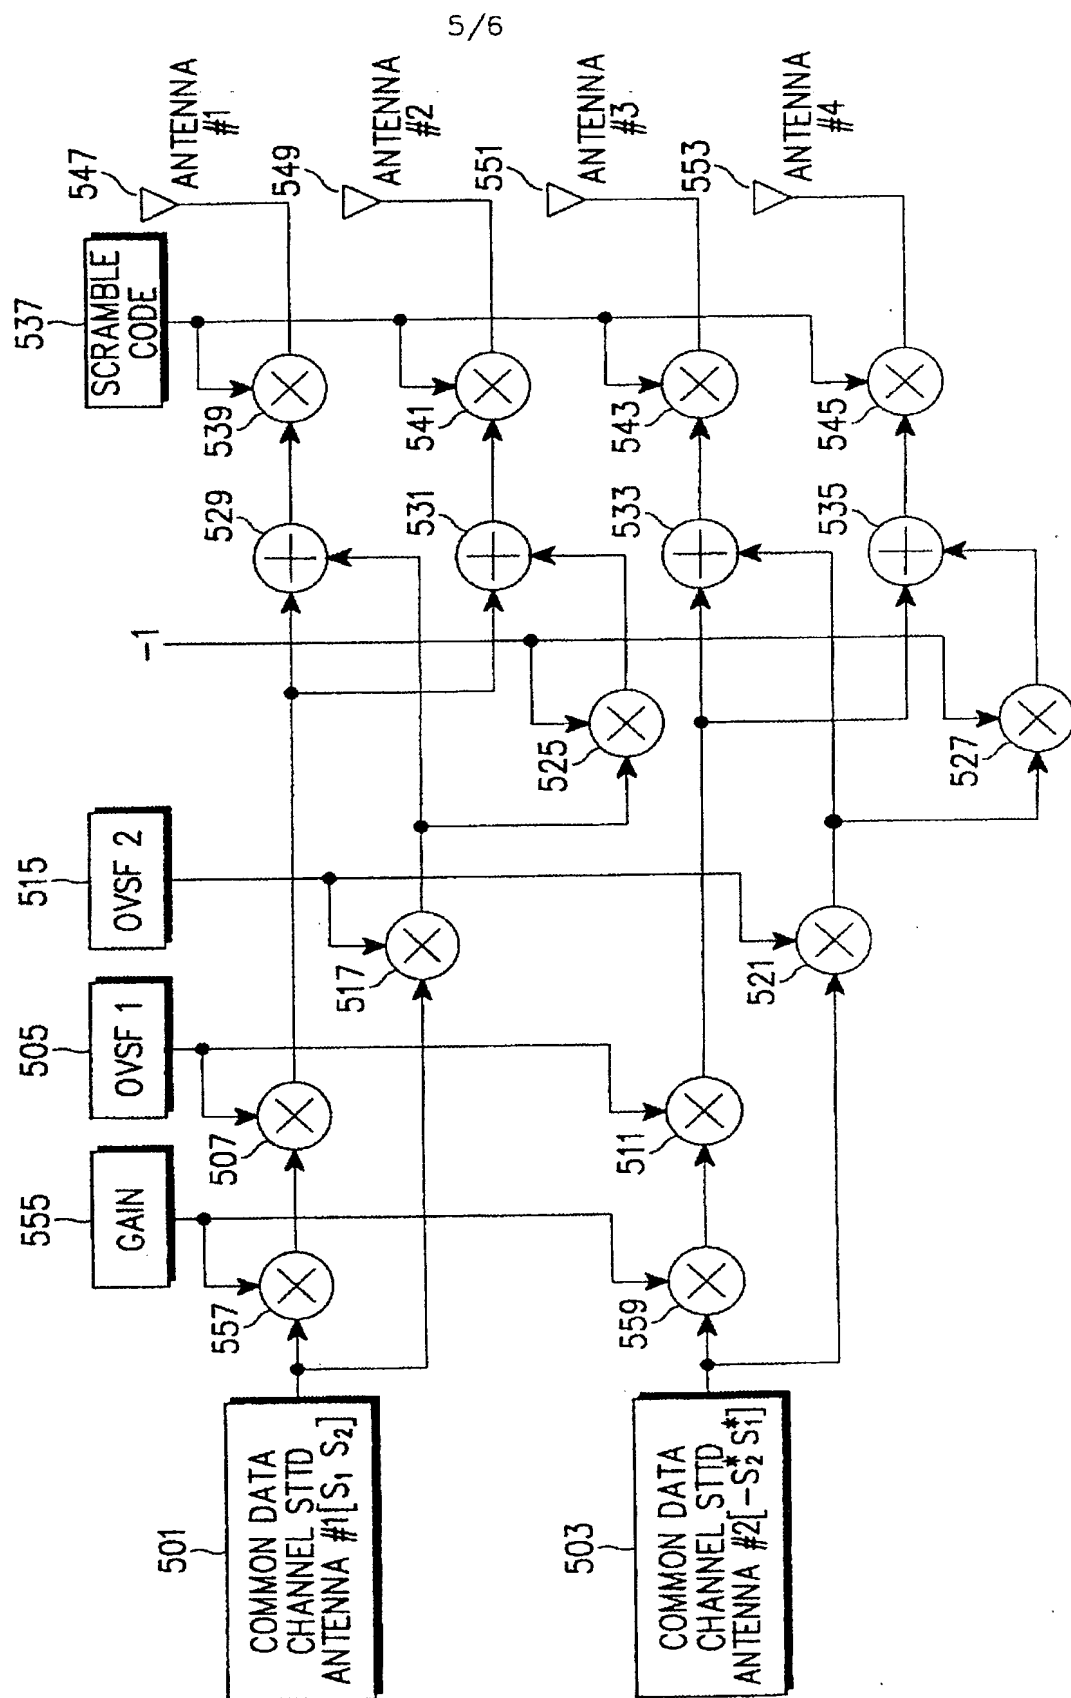 5/6
547
ANTENNA
#1
549
ANTENNA
#2
551
ANTENNA
#3
553
ANTENNA
#4
537
SCRAMBLE
CODE
539
541
543
545
529
531
533
535
-1
525
527
515
OVSF 2
517
521
505
OVSF 1
507
511
555
GAIN
557
559
501
COMMON DATA
CHANNEL STTD
ANTENNA #1[S₁ S₂]
503
COMMON DATA
CHANNEL STTD
ANTENNA #2[-S₂* S₁*]